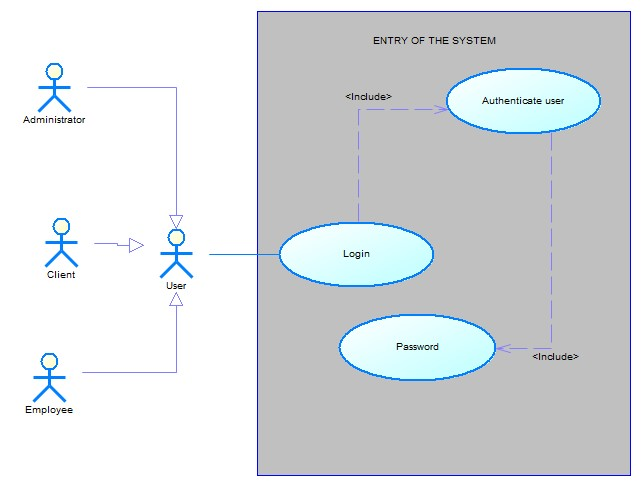 ENTRY OF THE SYSTEM
<Include>
Authenticate user
Administrator
Client
User
Login
Password
<Include>
Employee